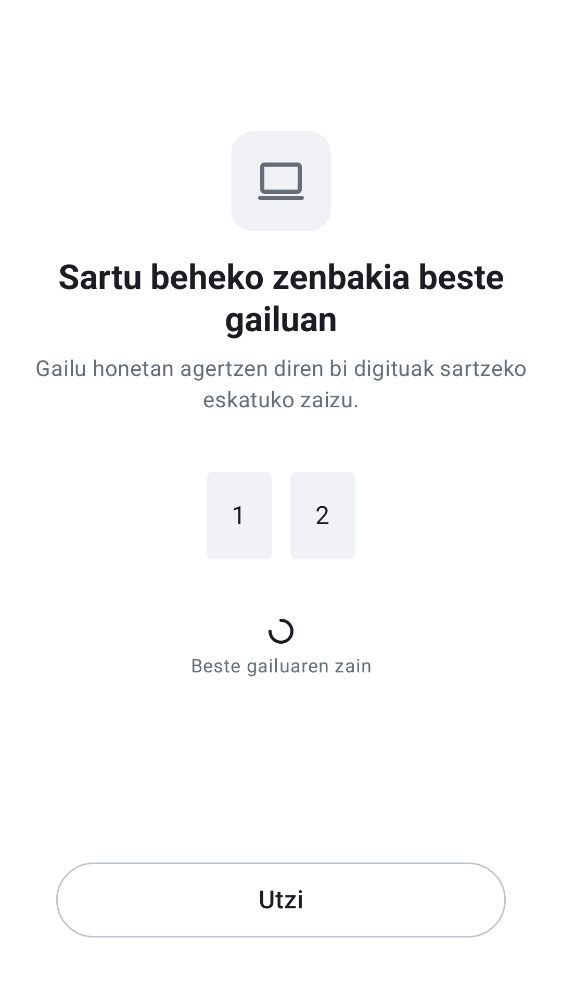 Sartu beheko zenbakia beste
gailuan
Gailu honetan agertzen diren bi digituak sartzeko
eskatuko zaizu.
1 2
Beste gailuaren zain
Utzi